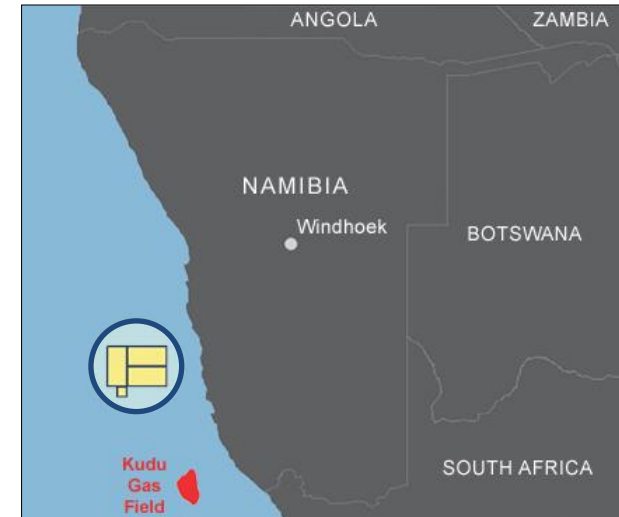 ANGOLA
ZAMBIA
NAMIBIA
Windhoek
BOTSWANA
Kudu
Gas
Field
SOUTH AFRICA